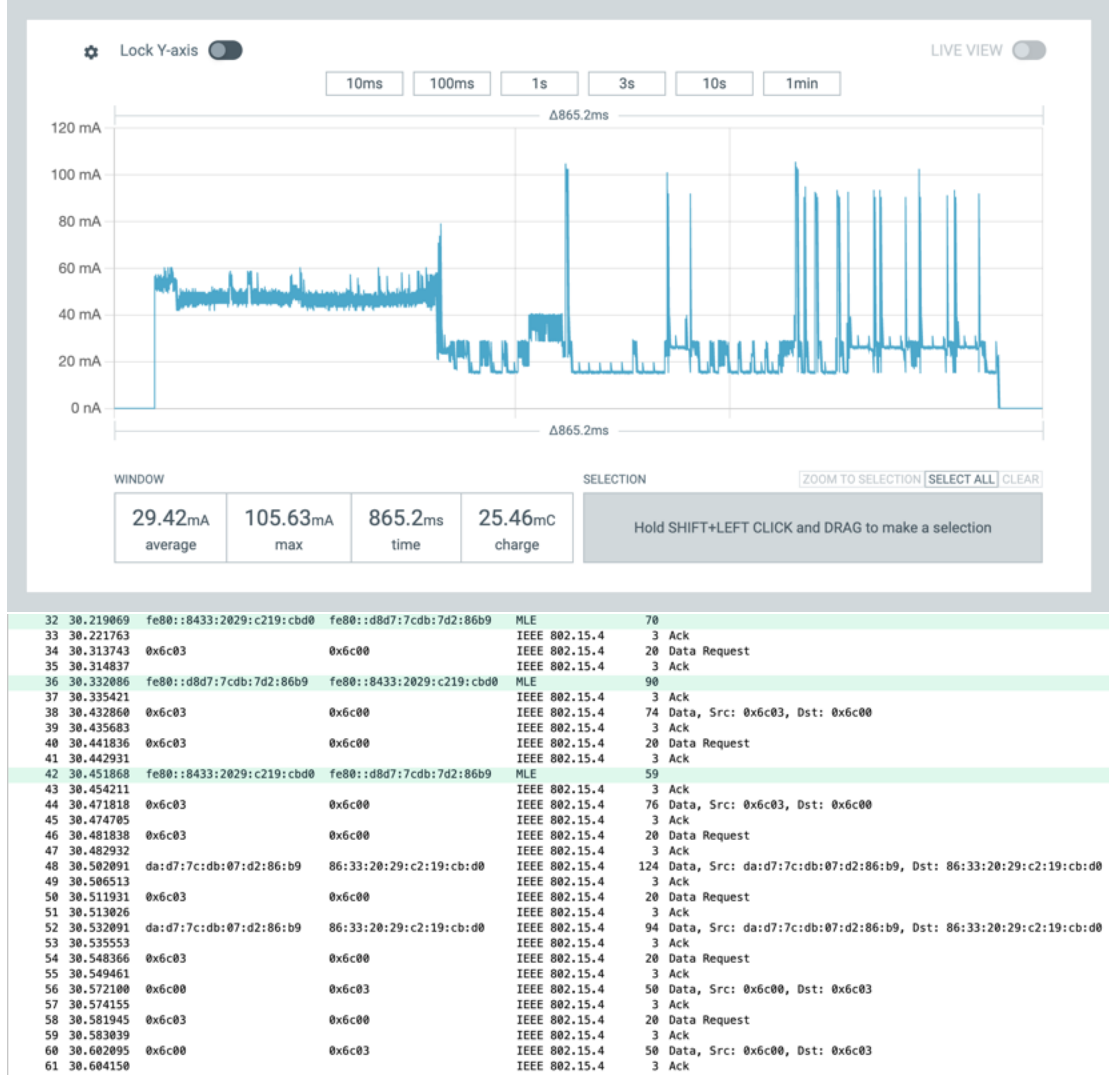 Lock Y-axis LIVE VIEW
10ms 100ms 1s 3s 10s 1min
Δ865.2ms
120 mA
100 mA
80 mA
60 mA
40 mA
20 mA
0 nA
Δ865.2ms
WINDOW SELECTION ZOOM TO SELECTION SELECT ALL CLEAR
29.42mA 105.63mA 865.2ms 25.46mC
average max time charge
Hold SHIFT+LEFT CLICK and DRAG to make a selection
32 30.219069 fe80::8433:2029:c219:cbd0 fe80::d8d7:7cdb:7d2:86b9 MLE 70
33 30.221763 IEEE 802.15.4 3 Ack
34 30.313743 0x6c03 0x6c00 IEEE 802.15.4 20 Data Request
35 30.314837 IEEE 802.15.4 3 Ack
36 30.332086 fe80::d8d7:7cdb:7d2:86b9 fe80::8433:2029:c219:cbd0 MLE 90
37 30.335421 IEEE 802.15.4 3 Ack
38 30.432860 0x6c03 0x6c00 IEEE 802.15.4 74 Data, Src: 0x6c03, Dst: 0x6c00
39 30.435683 IEEE 802.15.4 3 Ack
40 30.441836 0x6c03 0x6c00 IEEE 802.15.4 20 Data Request
41 30.442931 IEEE 802.15.4 3 Ack
42 30.451868 fe80::8433:2029:c219:cbd0 fe80::d8d7:7cdb:7d2:86b9 MLE 59
43 30.454211 IEEE 802.15.4 3 Ack
44 30.471818 0x6c03 0x6c00 IEEE 802.15.4 76 Data, Src: 0x6c03, Dst: 0x6c00
45 30.474705 IEEE 802.15.4 3 Ack
46 30.481838 0x6c03 0x6c00 IEEE 802.15.4 20 Data Request
47 30.482932 IEEE 802.15.4 3 Ack
48 30.502091 da:d7:7c:db:07:d2:86:b9 86:33:20:29:c2:19:cb:d0 IEEE 802.15.4 124 Data, Src: da:d7:7c:db:07:d2:86:b9, Dst: 86:33:20:29:c2:19:cb:d0
49 30.506513 IEEE 802.15.4 3 Ack
50 30.511931 0x6c03 0x6c00 IEEE 802.15.4 20 Data Request
51 30.513026 IEEE 802.15.4 3 Ack
52 30.532091 da:d7:7c:db:07:d2:86:b9 86:33:20:29:c2:19:cb:d0 IEEE 802.15.4 94 Data, Src: da:d7:7c:db:07:d2:86:b9, Dst: 86:33:20:29:c2:19:cb:d0
53 30.535553 IEEE 802.15.4 3 Ack
54 30.548366 0x6c03 0x6c00 IEEE 802.15.4 20 Data Request
55 30.549461 IEEE 802.15.4 3 Ack
56 30.572100 0x6c00 0x6c03 IEEE 802.15.4 50 Data, Src: 0x6c00, Dst: 0x6c03
57 30.574155 IEEE 802.15.4 3 Ack
58 30.581945 0x6c03 0x6c00 IEEE 802.15.4 20 Data Request
59 30.583039 IEEE 802.15.4 3 Ack
60 30.602095 0x6c00 0x6c03 IEEE 802.15.4 50 Data, Src: 0x6c00, Dst: 0x6c03
61 30.604150 IEEE 802.15.4 3 Ack